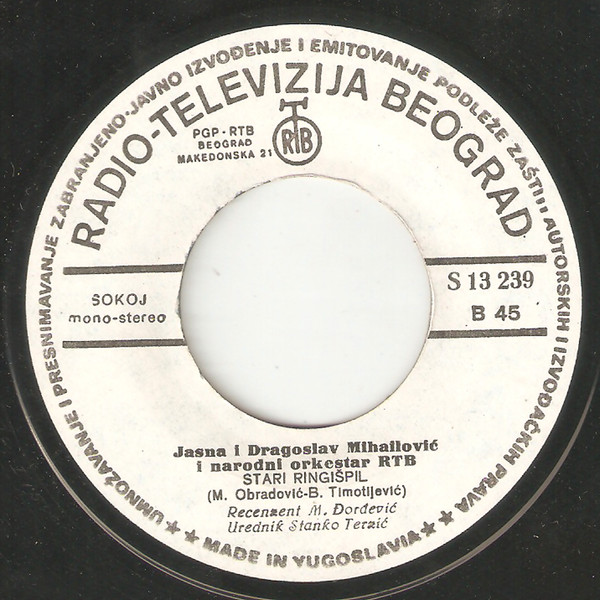 UMNOŽAVANJE I PRESNIMAVANJE ZABRANJENO-JAVNO IZVOĐENJE I EMITOVANJE PODLEŽE ZAŠTITI AUTORSKIH I IZVOĐAČKIH PRAVA ★
★ MADE IN YUGOSLAVIA ★ ★
RADIO-TELEVIZIJA BEOGRAD
PGP - RTB
BEOGRAD
MAKEDONSKA 21
RTB
SOKOJ
mono-stereo
S 13 239
B 45
Jasna i Dragoslav Mihailović
i narodni orkestar RTB
STARI RINGIŠPIL
(M. Obradović-B. Timotijević)
Recenzent M. Đorđević
Urednik Stanko Terzić